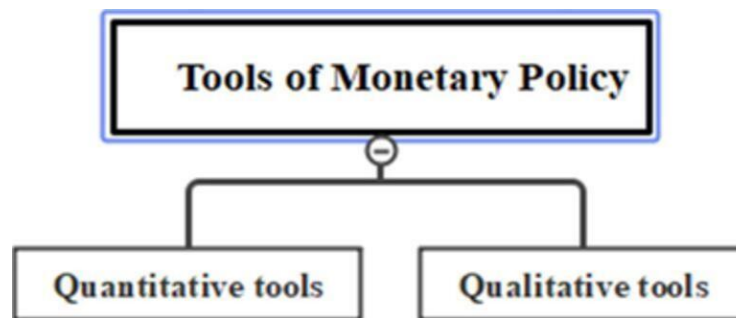 Tools of Monetary Policy
Quantitative tools
Qualitative tools